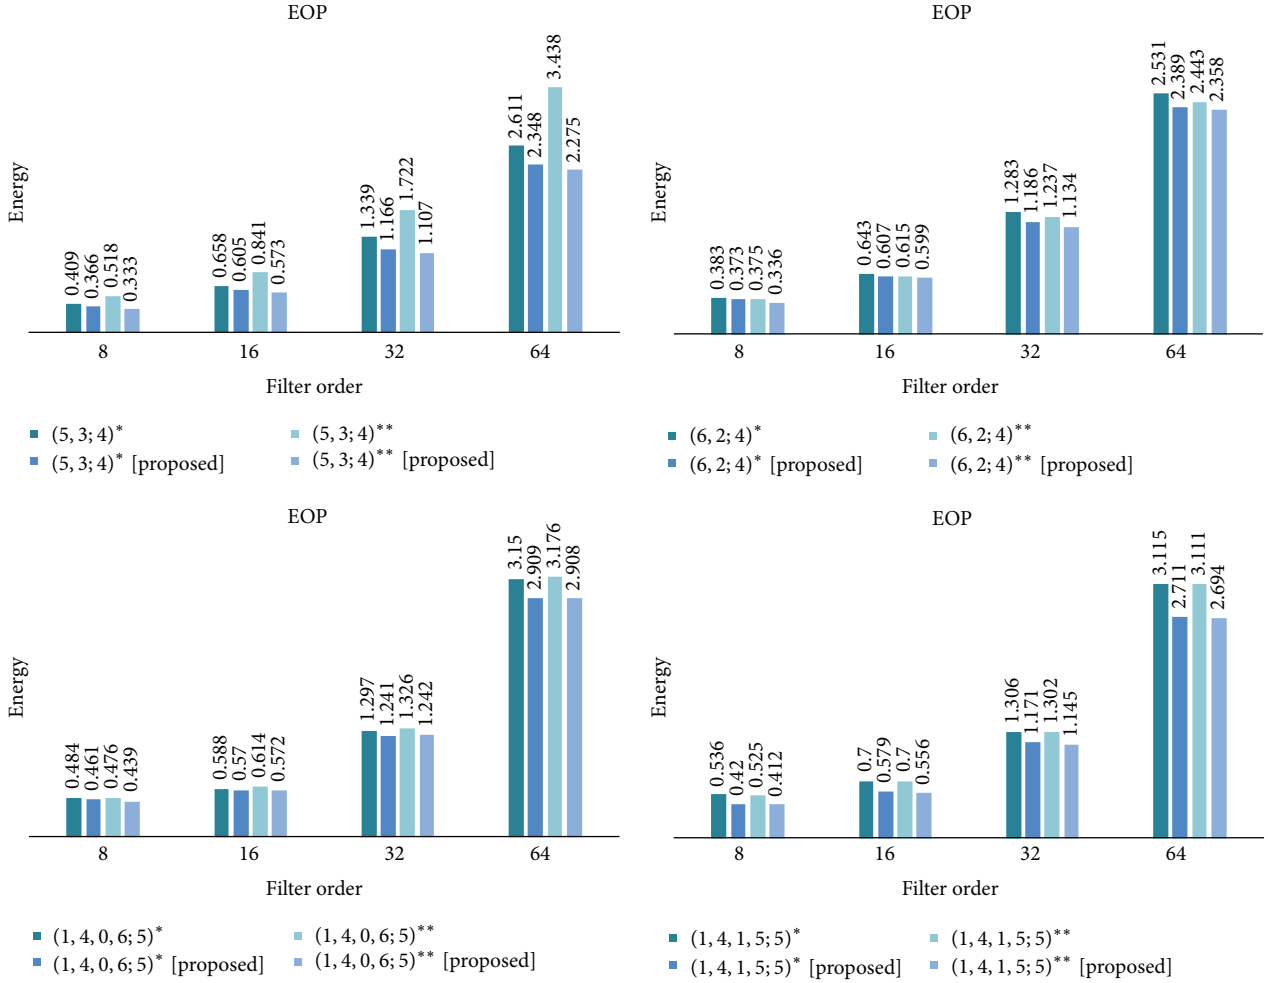 EOP
Energy
0.409
0.366
0.518
0.333
0.658
0.605
0.841
0.573
1.339
1.166
1.722
1.107
2.611
2.348
3.438
2.275
8 16 32 64
Filter order
(5, 3; 4)* (5, 3; 4)**
(5, 3; 4)* [proposed] (5, 3; 4)** [proposed]
EOP
Energy
0.383
0.373
0.375
0.336
0.643
0.607
0.615
0.599
1.283
1.186
1.237
1.134
2.531
2.389
2.443
2.358
8 16 32 64
Filter order
(6, 2; 4)* (6, 2; 4)**
(6, 2; 4)* [proposed] (6, 2; 4)** [proposed]
EOP
Energy
0.484
0.461
0.476
0.439
0.588
0.57
0.614
0.572
1.297
1.241
1.326
1.242
3.15
2.909
3.176
2.908
8 16 32 64
Filter order
(1, 4, 0, 6; 5)* (1, 4, 0, 6; 5)**
(1, 4, 0, 6; 5)* [proposed] (1, 4, 0, 6; 5)** [proposed]
EOP
Energy
0.536
0.42
0.525
0.412
0.7
0.579
0.7
0.556
1.306
1.171
1.302
1.145
3.115
2.711
3.111
2.694
8 16 32 64
Filter order
(1, 4, 1, 5; 5)* (1, 4, 1, 5; 5)**
(1, 4, 1, 5; 5)* [proposed] (1, 4, 1, 5; 5)** [proposed]